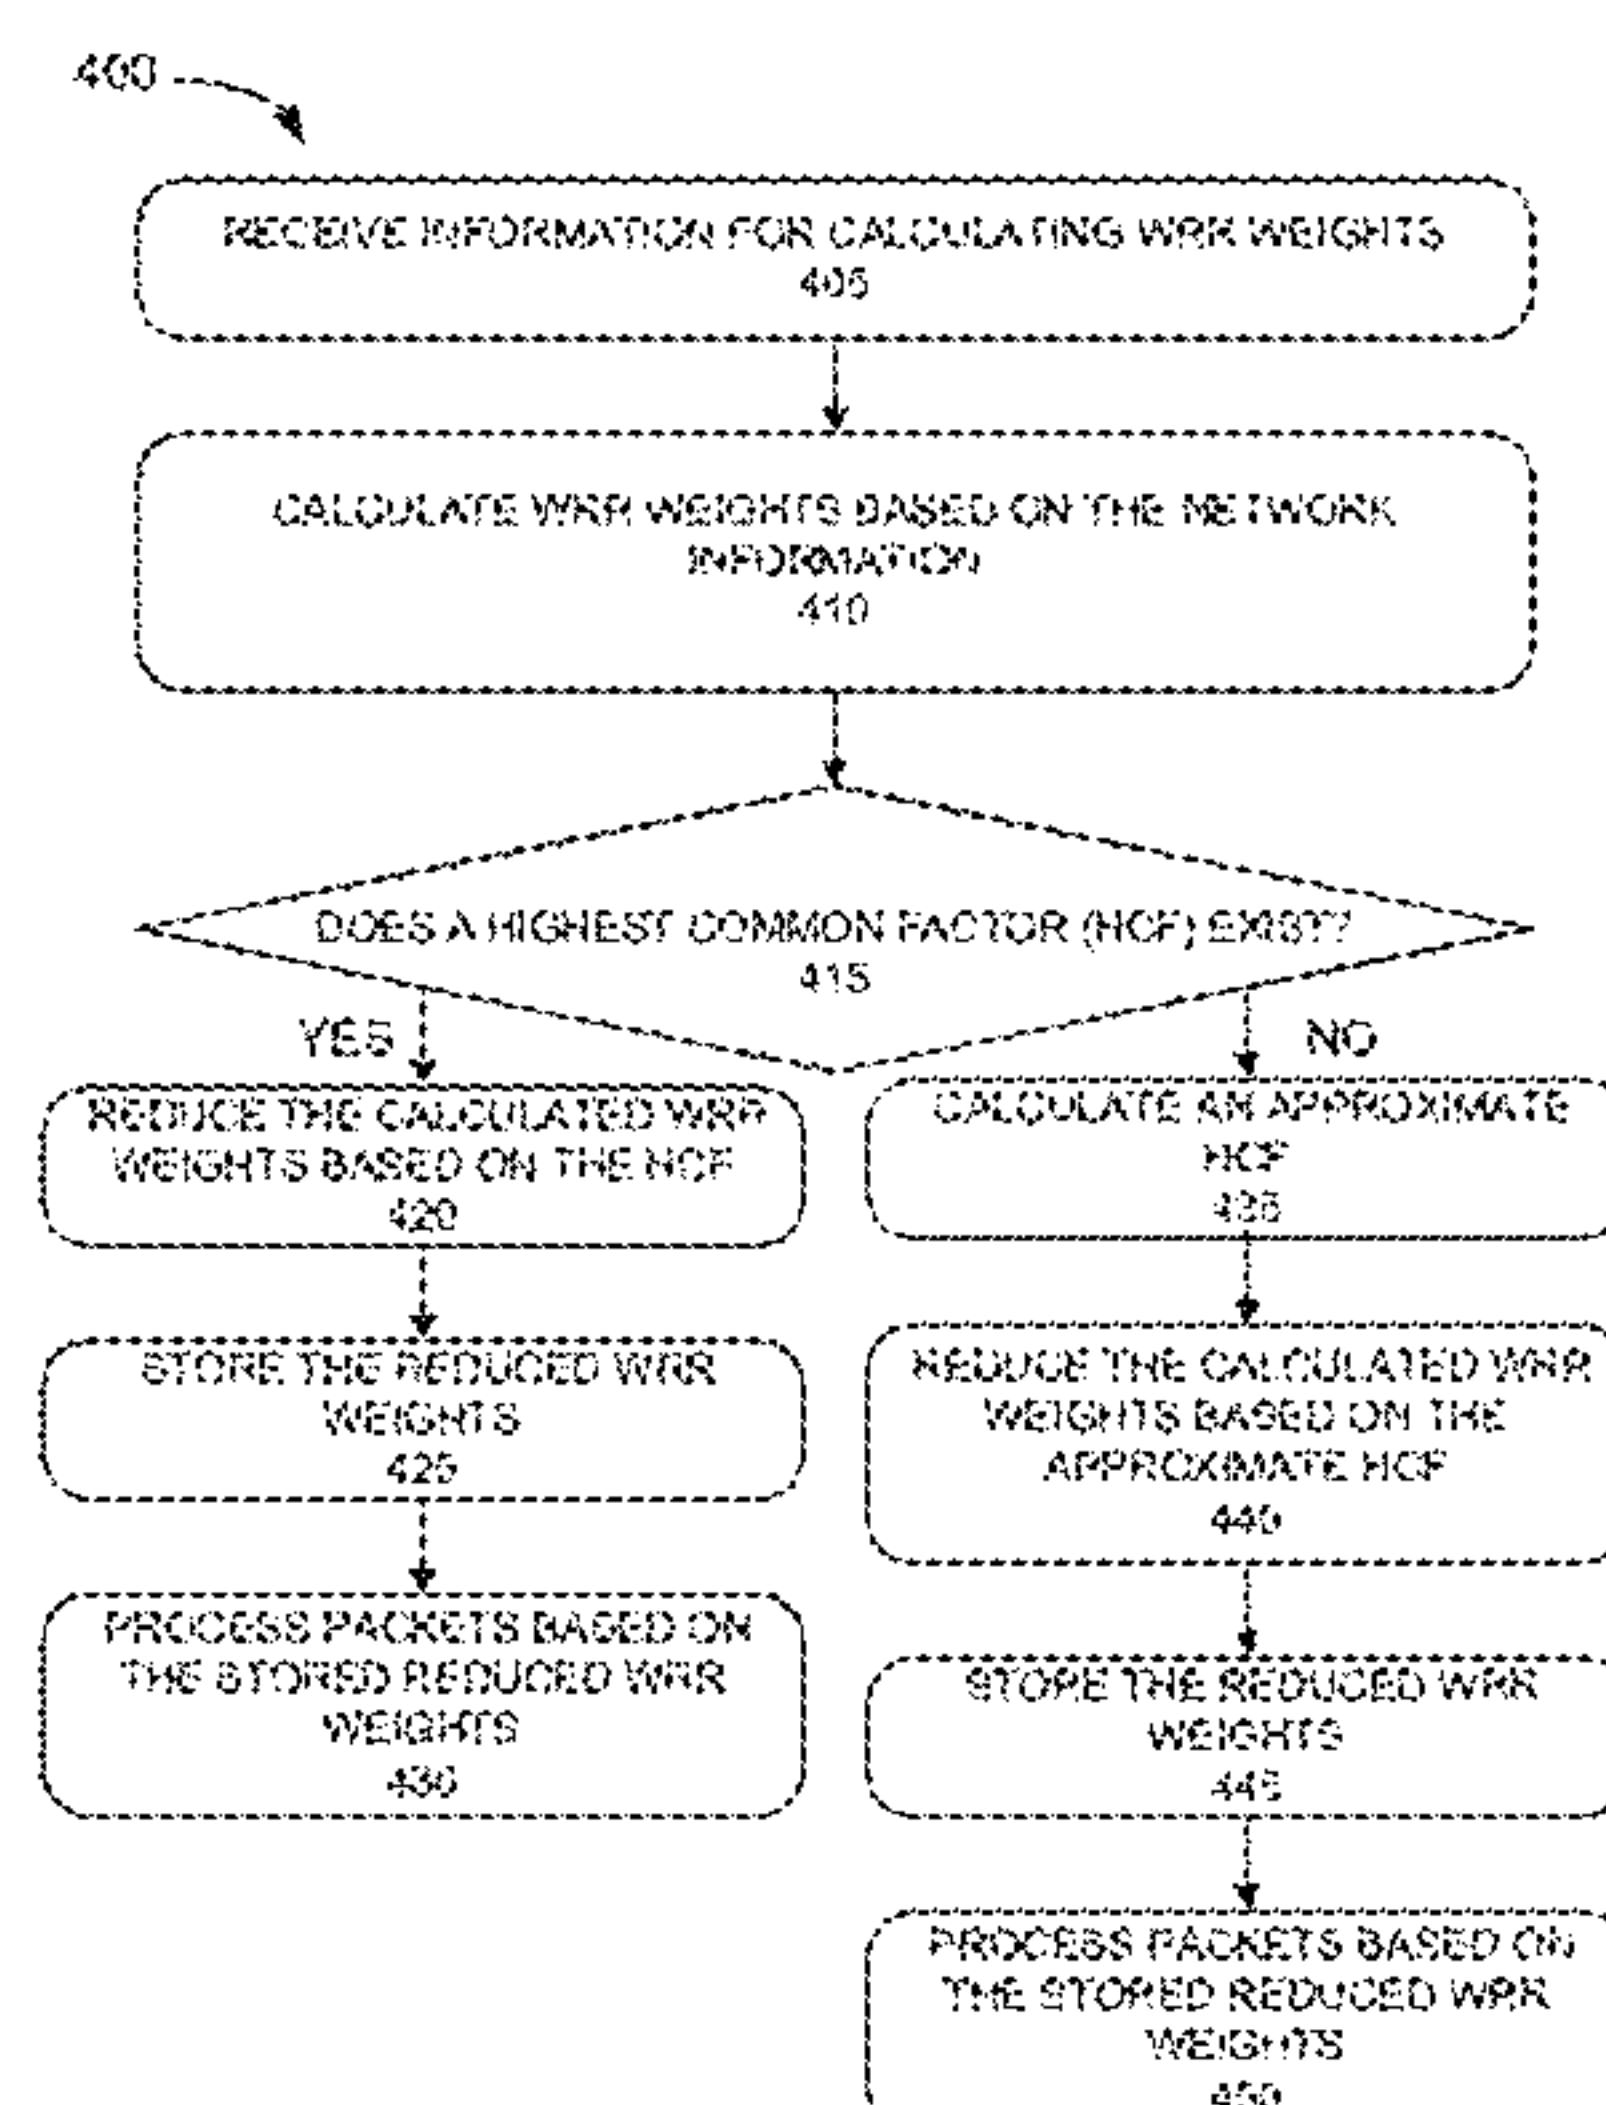 400
RECEIVE INFORMATION FOR CALCULATING WRR WEIGHTS
405
CALCULATE WRR WEIGHTS BASED ON THE NETWORK
INFORMATION
410
DOES A HIGHEST COMMON FACTOR (HCF) EXIST?
415
YES
NO
REDUCE THE CALCULATED WRR
WEIGHTS BASED ON THE HCF
420
STORE THE REDUCED WRR
WEIGHTS
425
PROCESS PACKETS BASED ON
THE STORED REDUCED WRR
WEIGHTS
430
CALCULATE AN APPROXIMATE
HCF
435
REDUCE THE CALCULATED WRR
WEIGHTS BASED ON THE
APPROXIMATE HCF
440
STORE THE REDUCED WRR
WEIGHTS
445
PROCESS PACKETS BASED ON
THE STORED REDUCED WRR
WEIGHTS
450